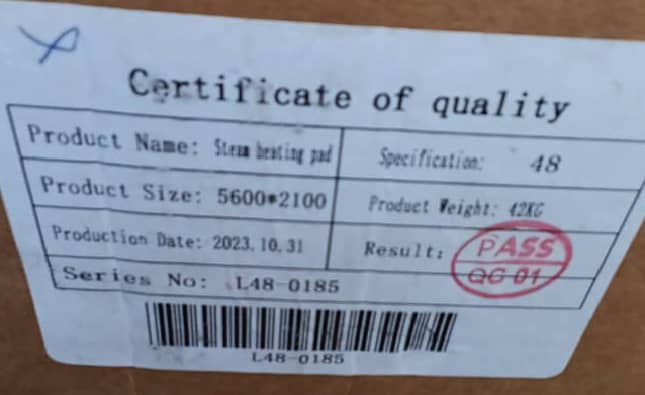 Certificate of quality
Product Name: Steam heating pad
Specification: 48
Product Size: 5600*2100
Product Weight: 42KG
Production Date: 2023.10.31
Result: PASS
QC 01
Series No: L48-0185
L48-0185